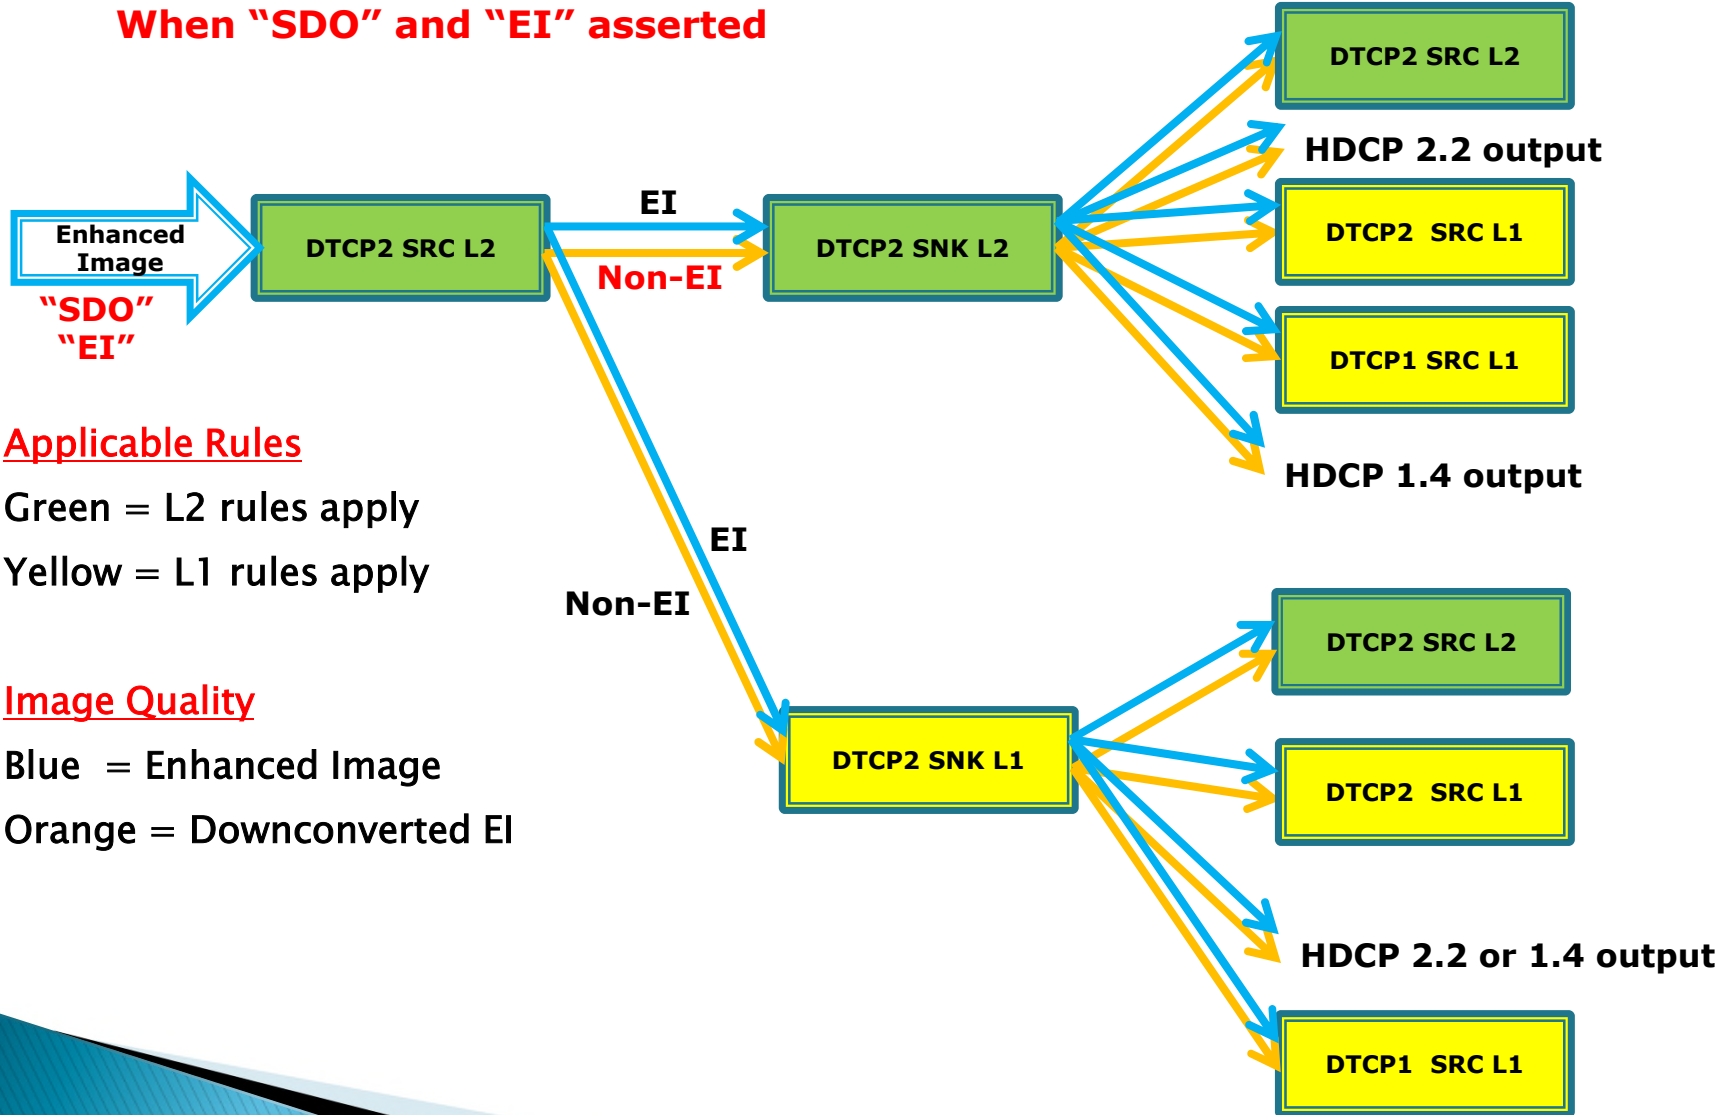 When “SDO” and “EI” asserted
DTCP2 SRC L2
HDCP 2.2 output
Enhanced
Image
“SDO”
“EI”
DTCP2 SRC L2
EI
Non-EI
DTCP2 SNK L2
DTCP2  SRC L1
DTCP1 SRC L1
HDCP 1.4 output
Applicable Rules
Green = L2 rules apply
Yellow = L1 rules apply
EI
Non-EI
Image Quality
Blue  = Enhanced Image
Orange = Downconverted EI
DTCP2 SNK L1
DTCP2 SRC L2
DTCP2  SRC L1
HDCP 2.2 or 1.4 output
DTCP1  SRC L1